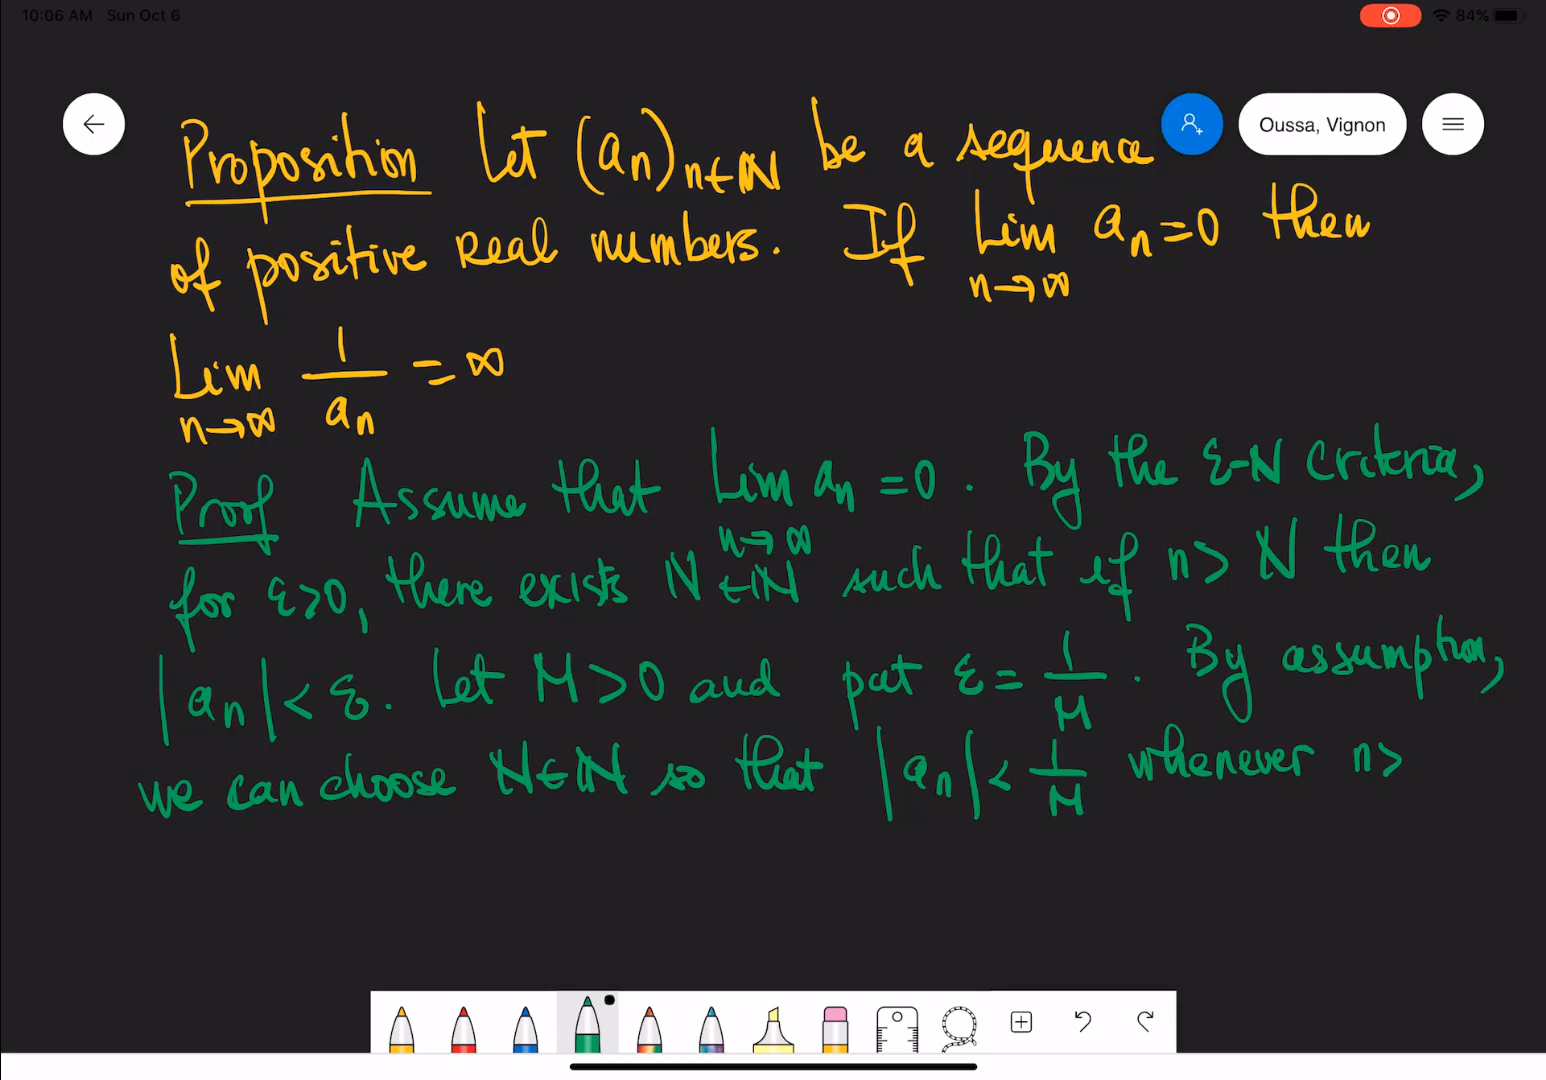 10:06 AM Sun Oct 6
84%
Oussa, Vignon
Proposition Let (aₙ)ₙ∈ℕ be a sequence
of positive real numbers. If Lim aₙ = 0 then
n→∞
Lim 1/aₙ = ∞
n→∞
Proof Assume that Lim aₙ = 0. By the ε-N criteria,
n→∞
for ε>0, there exists N∈ℕ such that if n > N then
|aₙ| < ε. Let M > 0 and put ε = 1/M. By assumption,
we can choose N∈ℕ so that |aₙ| < 1/M whenever n>